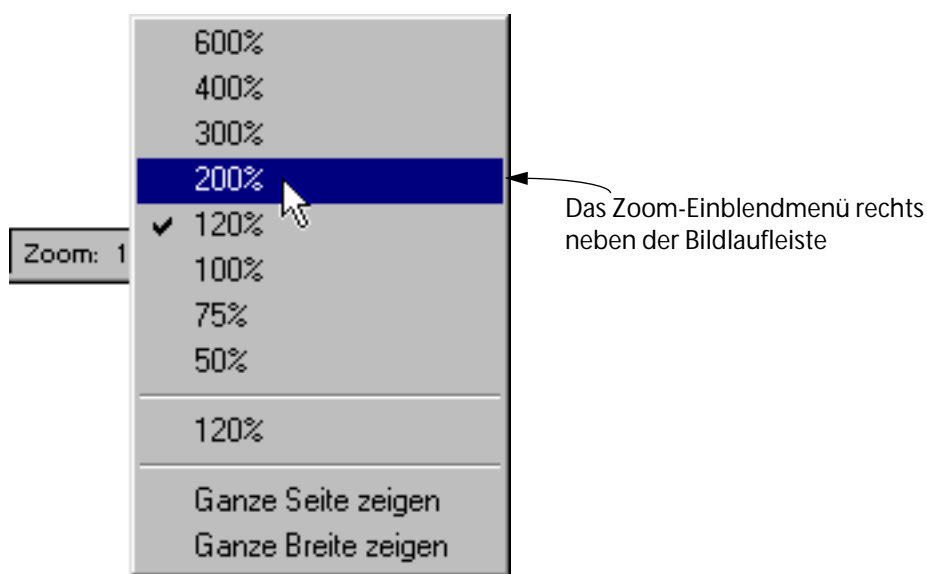 600%
400%
300%
200%
120%
Zoom: 1
100%
75%
50%
120%
Ganze Seite zeigen
Ganze Breite zeigen
Das Zoom-Einblendmenü rechts
neben der Bildlaufleiste